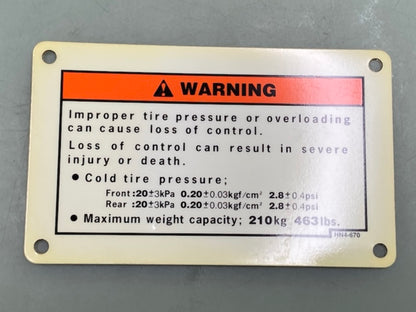 ⚠ WARNING
Improper tire pressure or overloading
can cause loss of control.
Loss of control can result in severe
injury or death.
● Cold tire pressure;
Front:20±3kPa 0.20±0.03kgf/cm² 2.8±0.4psi
Rear :20±3kPa 0.20±0.03kgf/cm² 2.8±0.4psi
● Maximum weight capacity; 210kg 463lbs.
HN4-670